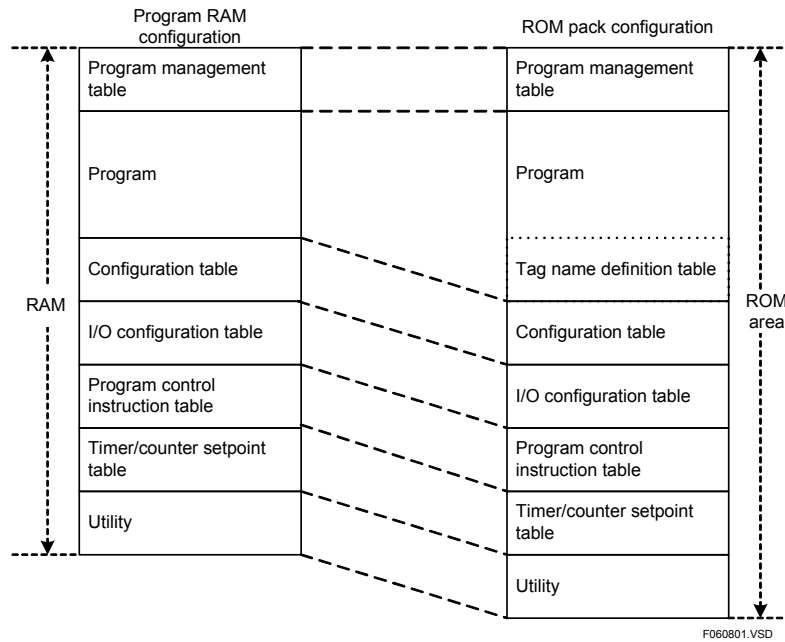 Program RAM
configuration
ROM pack configuration
Program management
table
Program
Configuration table
I/O configuration table
Program control
instruction table
Timer/counter setpoint
table
Utility
RAM
Program management
table
Program
Tag name definition table
Configuration table
I/O configuration table
Program control
instruction table
Timer/counter setpoint
table
Utility
ROM
area
F060801.VSD